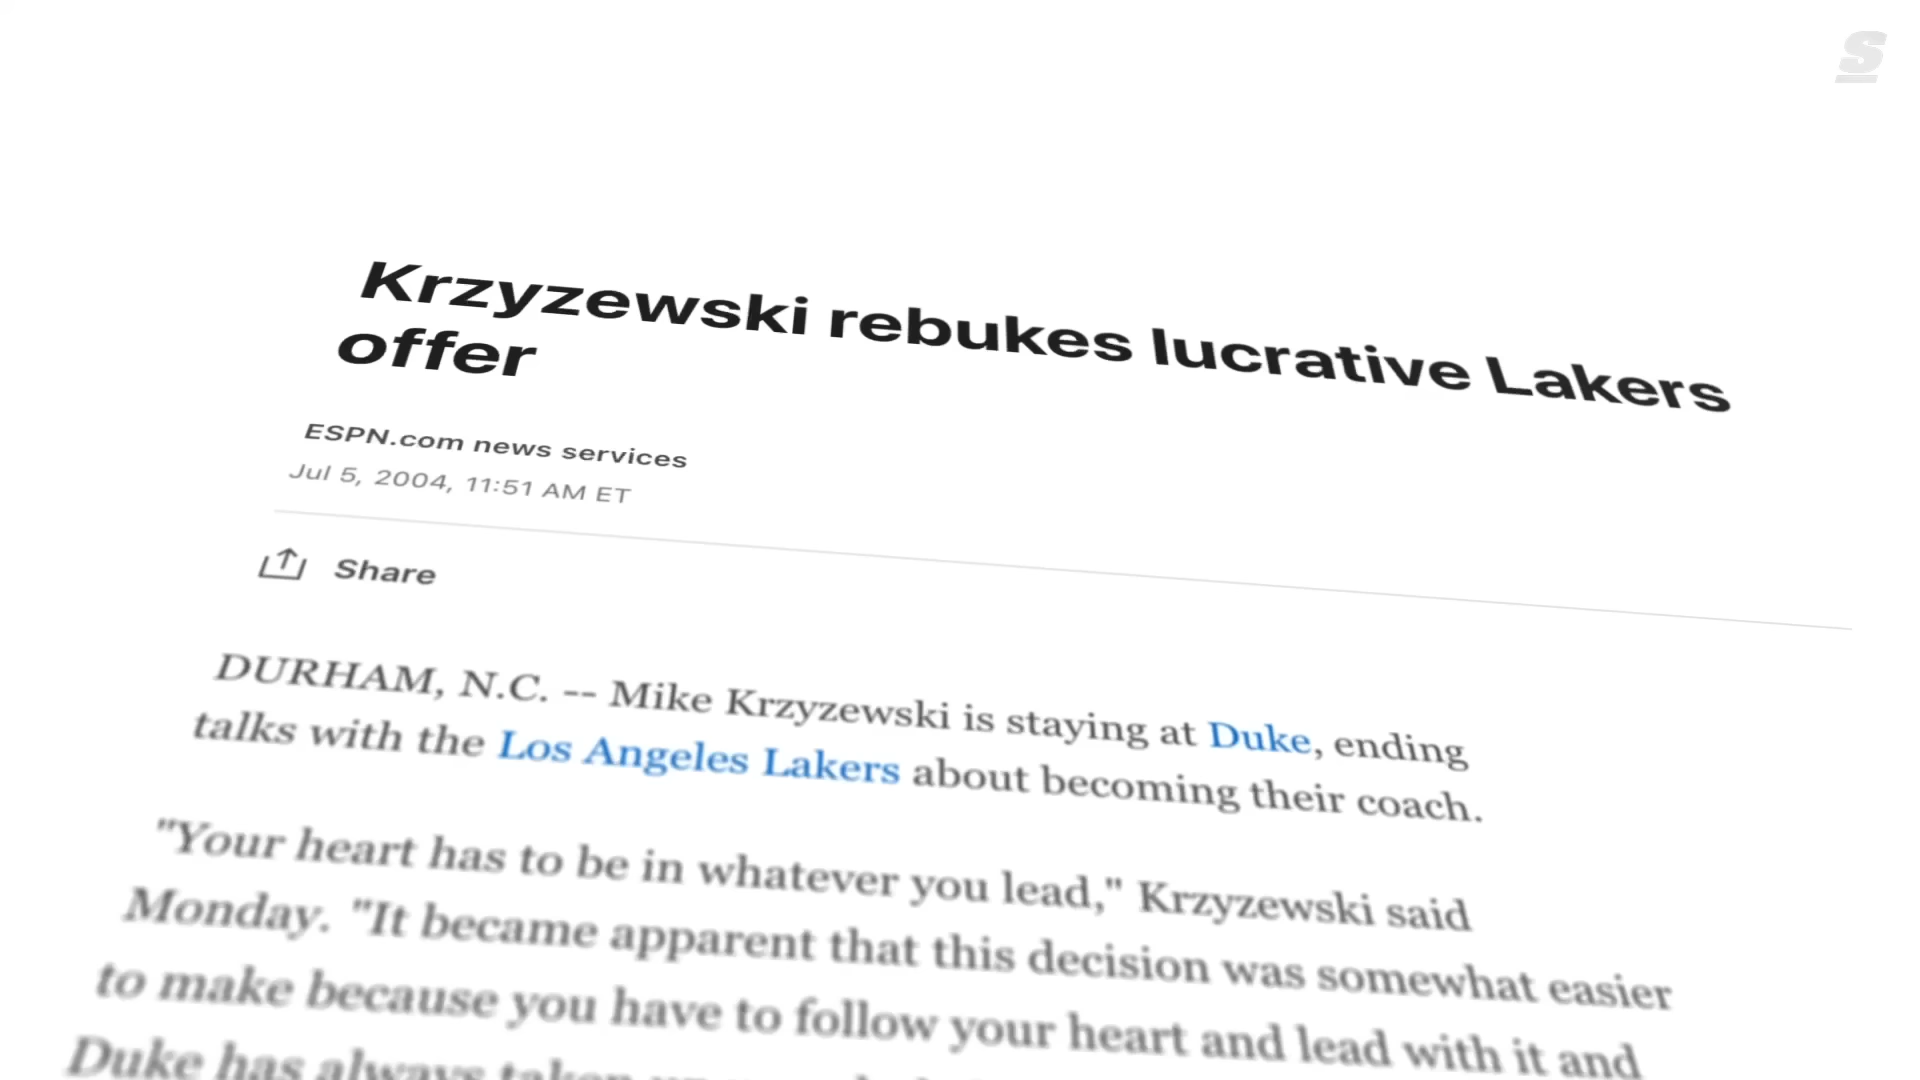 S
Krzyzewski rebukes lucrative Lakers
offer
ESPN.com news services
Jul 5, 2004, 11:51 AM ET
Share
DURHAM, N.C. -- Mike Krzyzewski is staying at Duke, ending
talks with the Los Angeles Lakers about becoming their coach.
"Your heart has to be in whatever you lead," Krzyzewski said
Monday. "It became apparent that this decision was somewhat easier
to make because you have to follow your heart and lead with it and
Duke has always taken